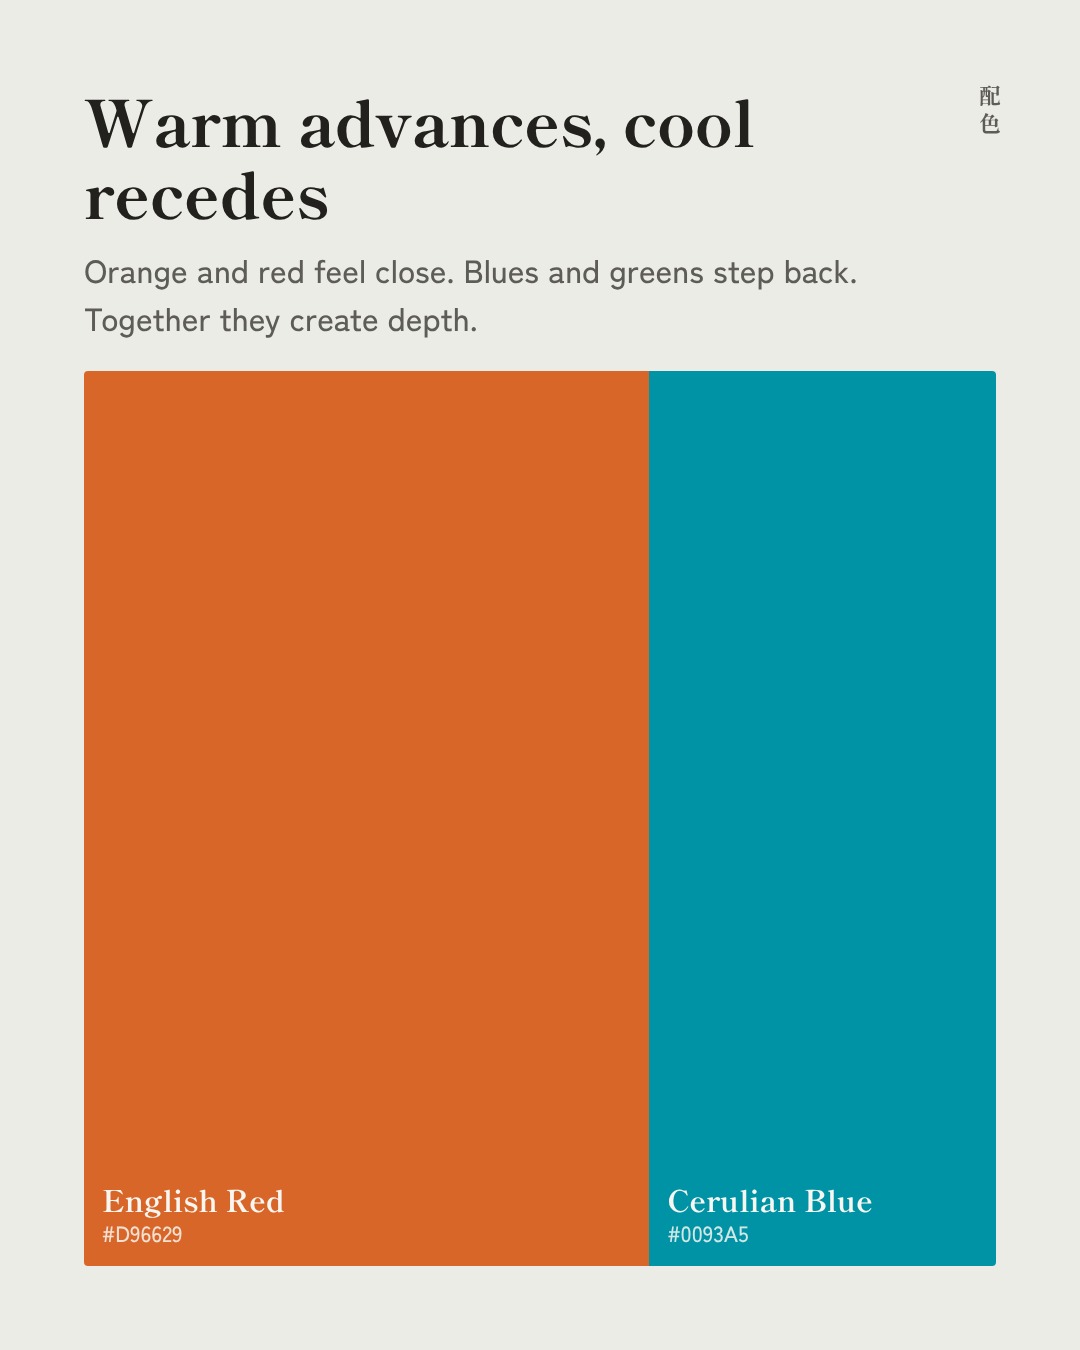 Warm advances, cool
recedes
配色
Orange and red feel close. Blues and greens step back.
Together they create depth.
English Red
#D96629
Cerulian Blue
#0093A5